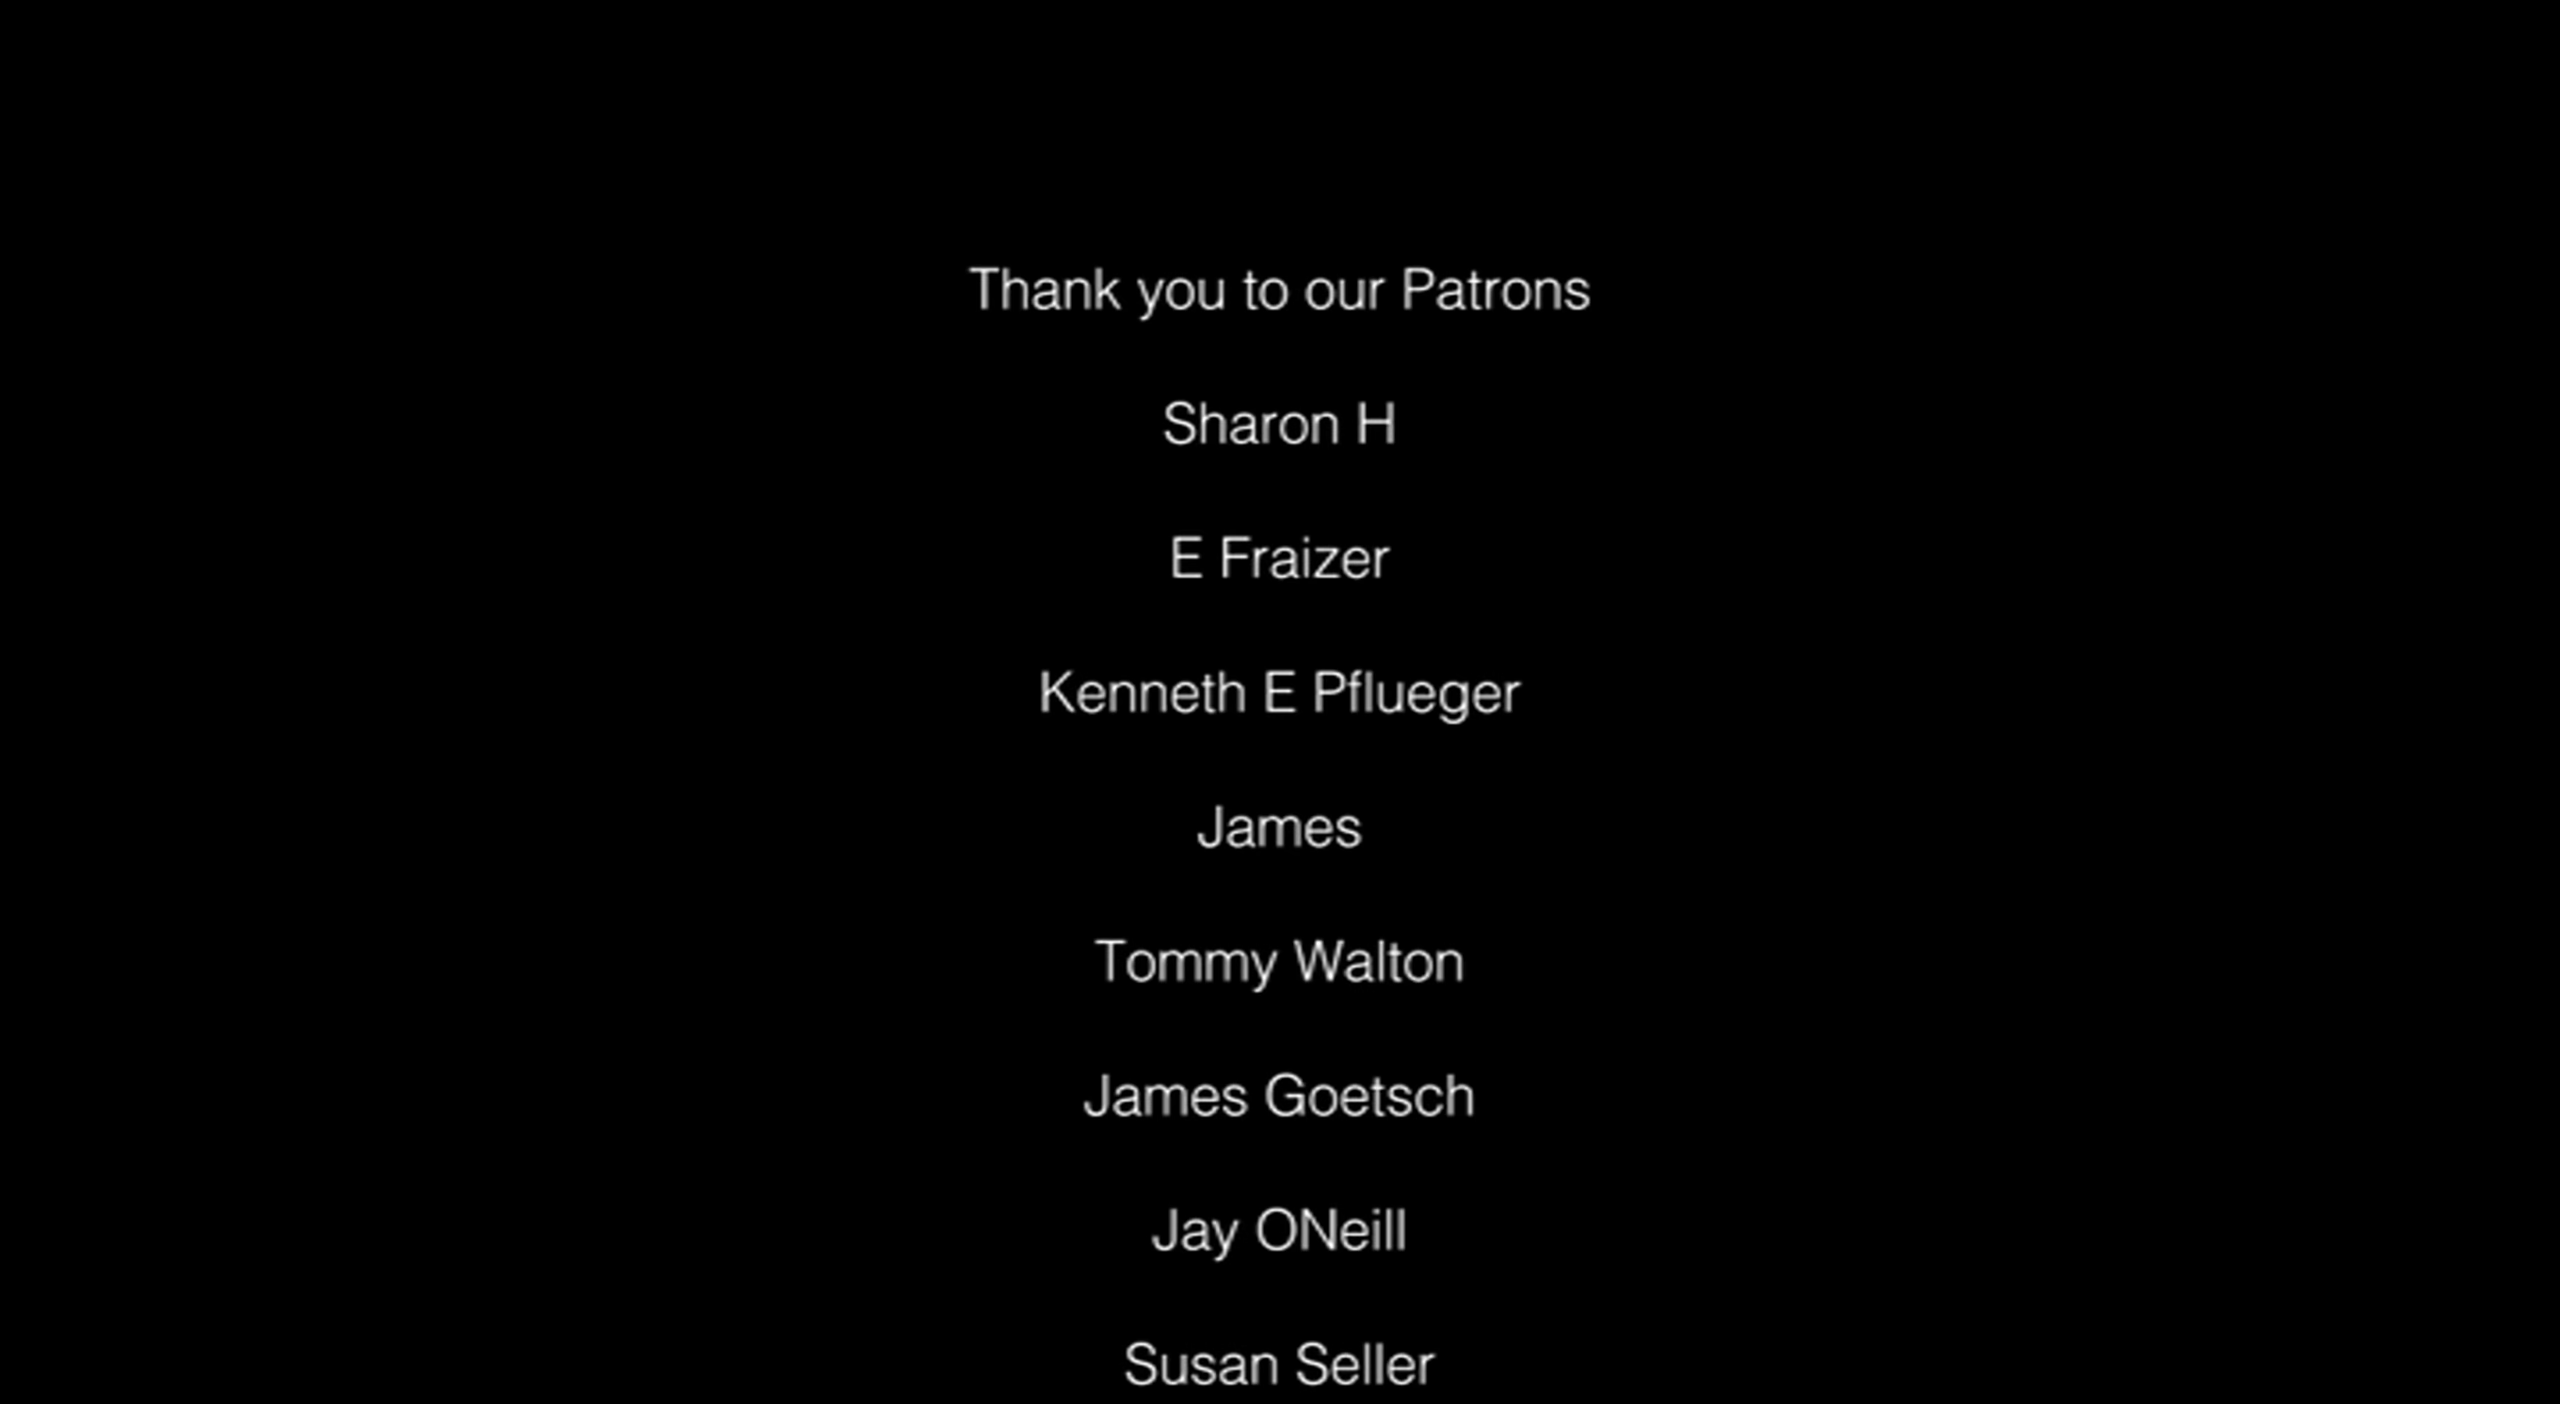 Thank you to our Patrons
Sharon H
E Fraizer
Kenneth E Pflueger
James
Tommy Walton
James Goetsch
Jay ONeill
Susan Seller